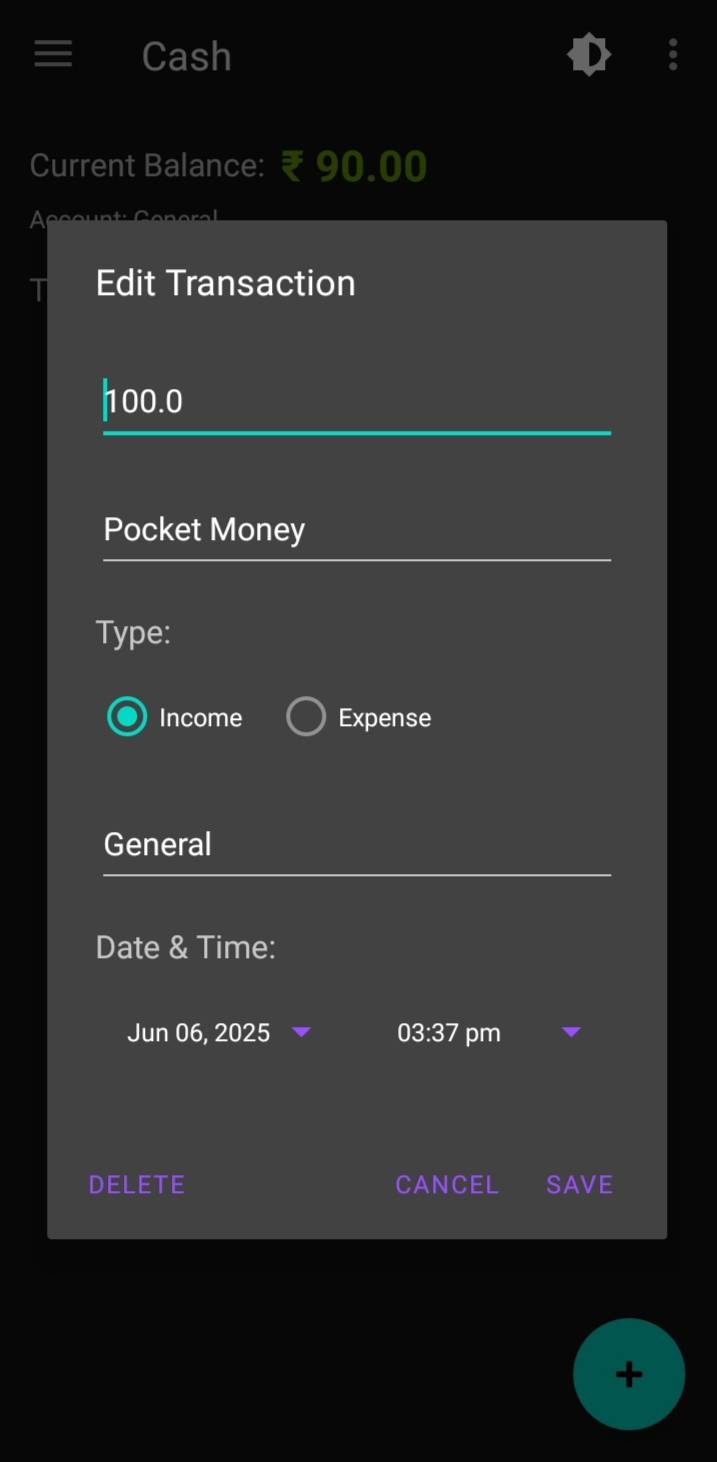 Cash
Current Balance: ₹ 90.00
Account: General
T
Edit Transaction
100.0
Pocket Money
Type:
Income Expense
General
Date & Time:
Jun 06, 2025 03:37 pm
DELETE CANCEL SAVE